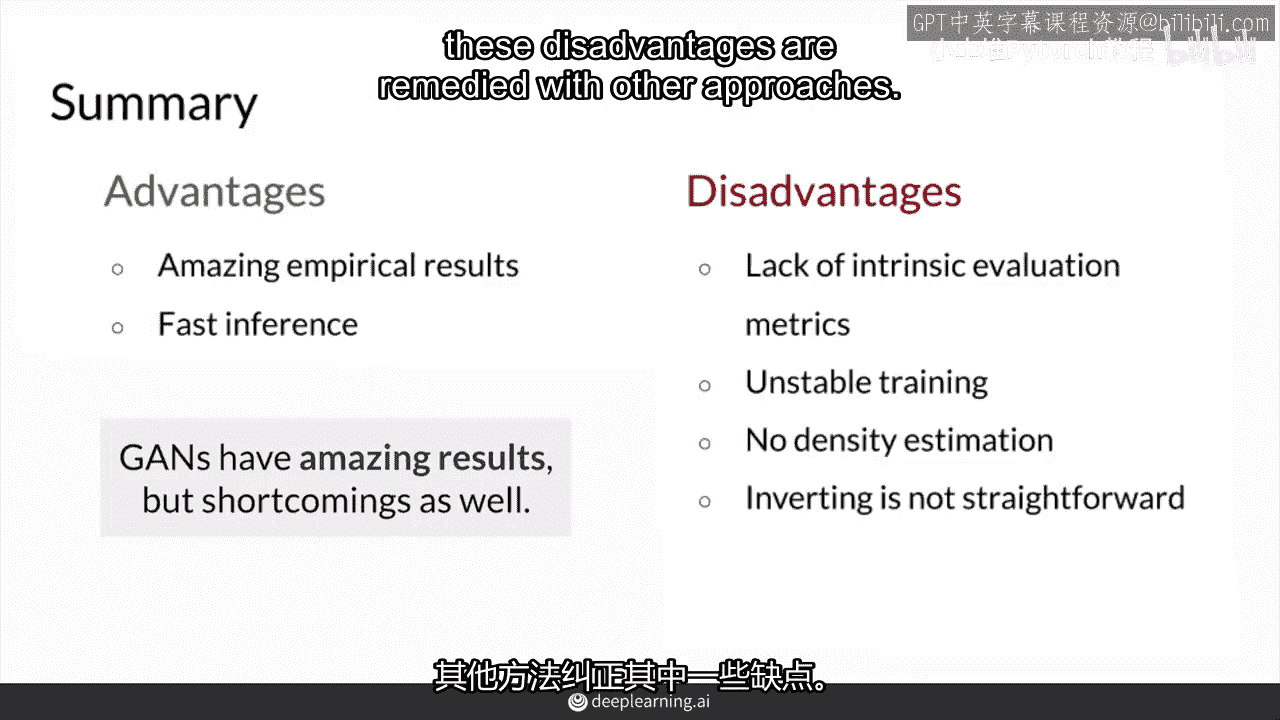 GPT中英字幕课程资源@bilibili.com
these disadvantages are
remedied with other approaches.
Summary
Advantages
Amazing empirical results
Fast inference
GANs have amazing results,
but shortcomings as well.
Disadvantages
Lack of intrinsic evaluation
metrics
Unstable training
No density estimation
Inverting is not straightforward
其他方法纠正其中一些缺点。
deeplearning.ai